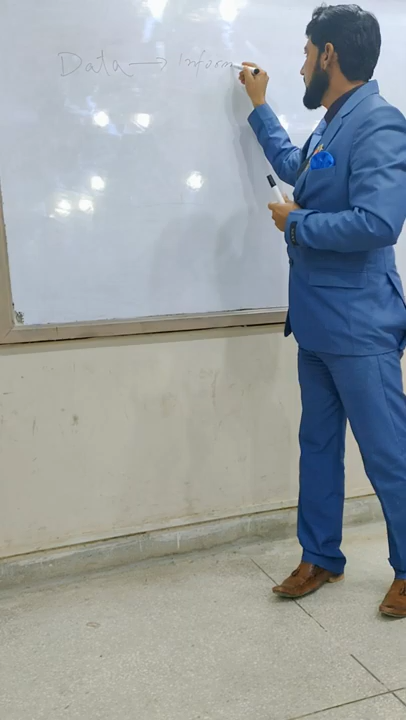 Data → Inform